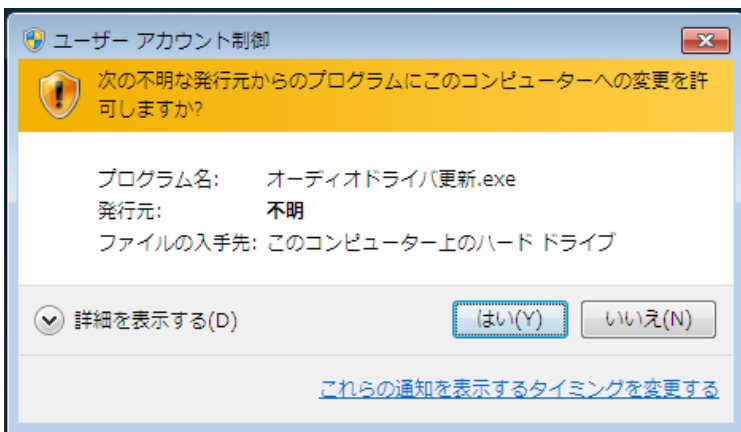 ユーザー アカウント制御
次の不明な発行元からのプログラムにこのコンピューターへの変更を許
可しますか?
プログラム名: オーディオドライバ更新.exe
発行元: 不明
ファイルの入手先: このコンピューター上のハード ドライブ
詳細を表示する(D)
はい(Y) いいえ(N)
これらの通知を表示するタイミングを変更する